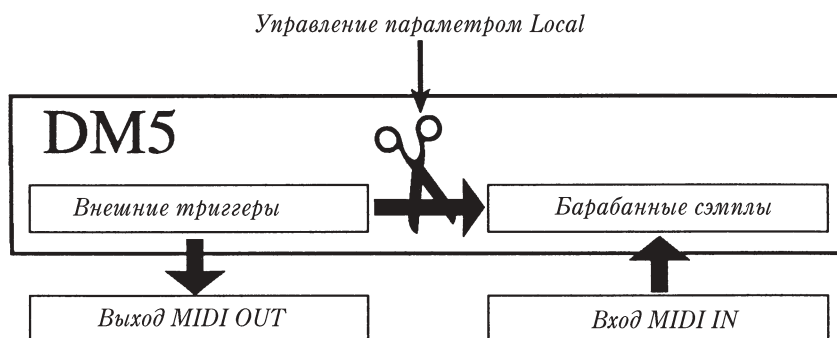 Управление параметром Local
DM5
Внешние триггеры
Барабанные сэмплы
Выход MIDI OUT
Вход MIDI IN